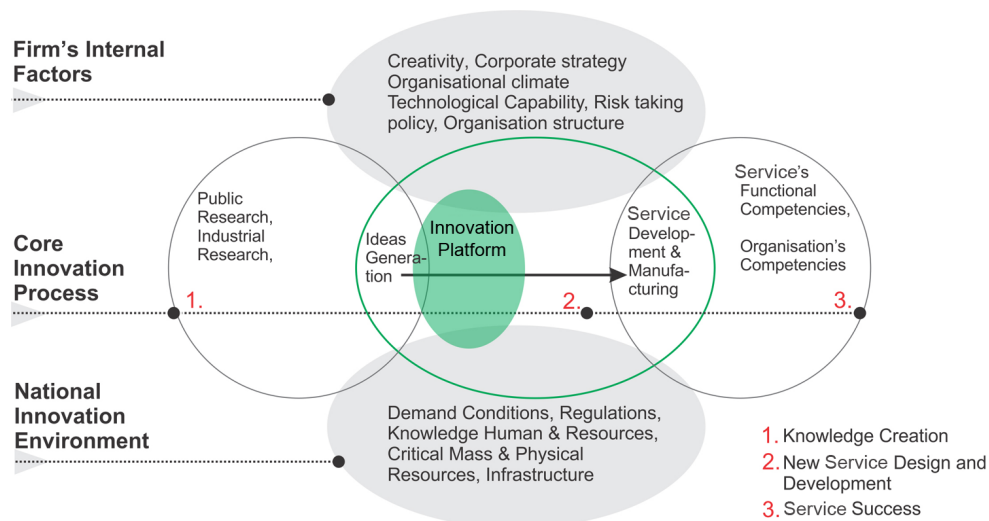 Firm's Internal
Factors
Creativity, Corporate strategy
Organisational climate
Technological Capability, Risk taking
policy, Organisation structure
Core
Innovation
Process
Public
Research,
Industrial
Research,
Ideas
Genera-
tion
Innovation
Platform
Service
Develop-
ment &
Manufa-
cturing
Service's
Functional
Competencies,
Organisation's
Competencies
1.
2.
3.
National
Innovation
Environment
Demand Conditions, Regulations,
Knowledge Human & Resources,
Critical Mass & Physical
Resources, Infrastructure
1. Knowledge Creation
2. New Service Design and
Development
3. Service Success